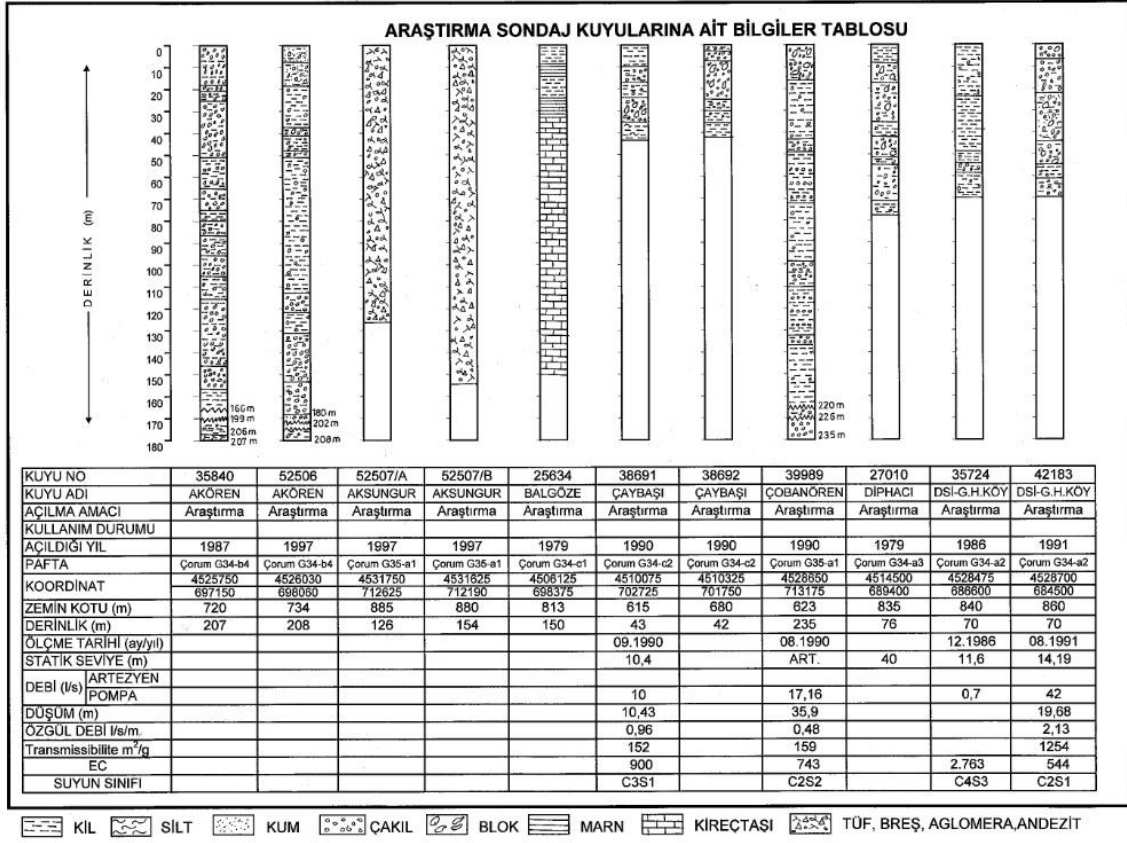 ARAŞTIRMA SONDAJ KUYULARINA AİT BİLGİLER TABLOSU
DERİNLİK (m)
0
10
20
30
40
50
60
70
80
90
100
110
120
130
140
150
160
170
180
166 m
199 m
206 m
207 m
180 m
202 m
208 m
220 m
226 m
235 m
KUYU NO 35840 52506 52507/A 52507/B 25634 38691 38692 39989 27010 35724 42183
KUYU ADI AKÖREN AKÖREN AKSUNGUR AKSUNGUR BALGÖZE ÇAYBAŞI ÇAYBAŞI ÇOBANÖREN DİPHACI DSİ-G.H.KÖY DSİ-G.H.KÖY
AÇILMA AMACI Araştırma Araştırma Araştırma Araştırma Araştırma Araştırma Araştırma Araştırma Araştırma Araştırma Araştırma
KULLANIM DURUMU
AÇILDIĞI YIL 1987 1997 1997 1997 1979 1990 1990 1990 1979 1986 1991
PAFTA Çorum G34-b4 Çorum G34-b4 Çorum G35-a1 Çorum G35-a1 Çorum G34-c1 Çorum G34-c2 Çorum G34-c2 Çorum G35-a1 Çorum G34-a3 Çorum G34-a2 Çorum G34-a2
KOORDİNAT 4525750 4526030 4531750 4531625 4506125 4510075 4510325 4528650 4514500 4528475 4528700
697150 698060 712625 712190 698375 702725 701750 713175 689400 686600 684500
ZEMİN KOTU (m) 720 734 885 880 813 615 680 623 835 840 860
DERİNLİK (m) 207 208 126 154 150 43 42 235 76 70 70
ÖLÇME TARİHİ (ay/yıl) 09.1990 08.1990 12.1986 08.1991
STATİK SEVİYE (m) 10,4 ART. 40 11,6 14,19
DEBİ (l/s) ARTEZYEN
POMPA 10 17,16 0,7 42
DÜŞÜM (m) 10,43 35,9 19,68
ÖZGÜL DEBİ l/s/m. 0,96 0,48 2,13
Transmissibilite m²/g 152 159 1254
EC 900 743 2.763 544
SUYUN SINIFI C3S1 C2S2 C4S3 C2S1
KİL SİLT KUM ÇAKIL BLOK MARN KİREÇTAŞI TÜF, BREŞ, AGLOMERA,ANDEZİT